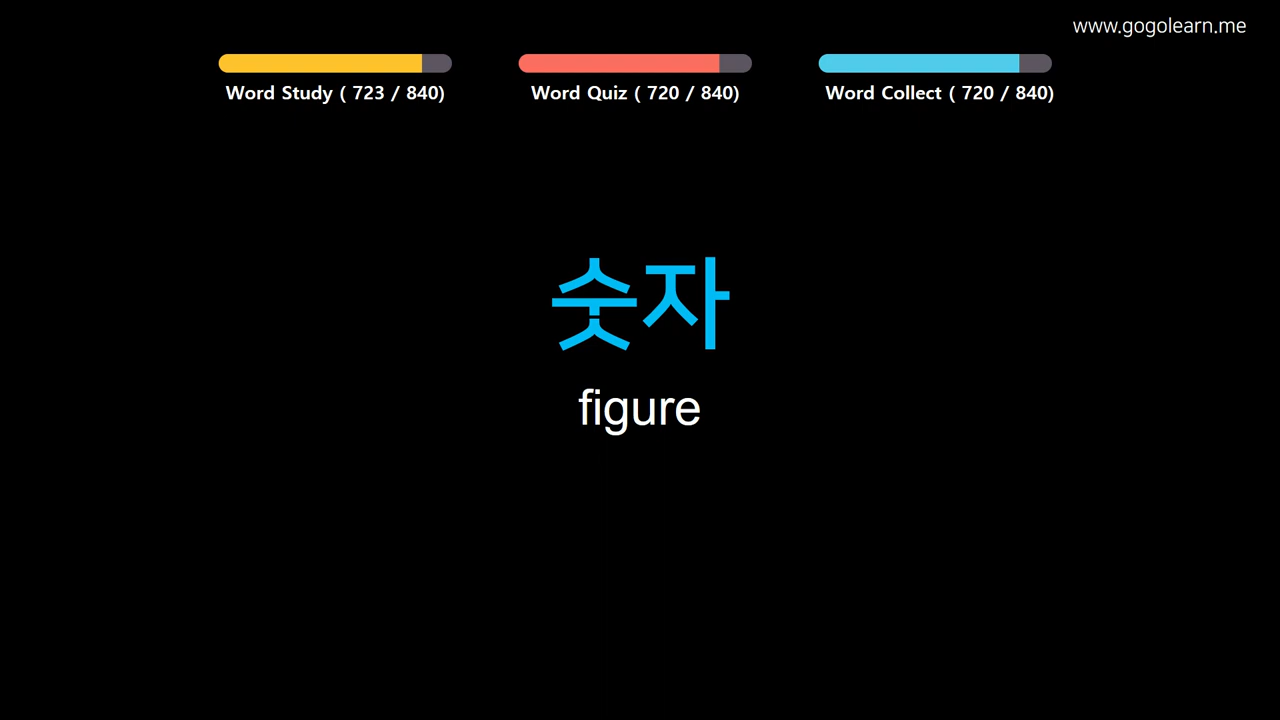 www.gogolearn.me
Word Study ( 723 / 840)
Word Quiz ( 720 / 840)
Word Collect ( 720 / 840)
숫자
figure